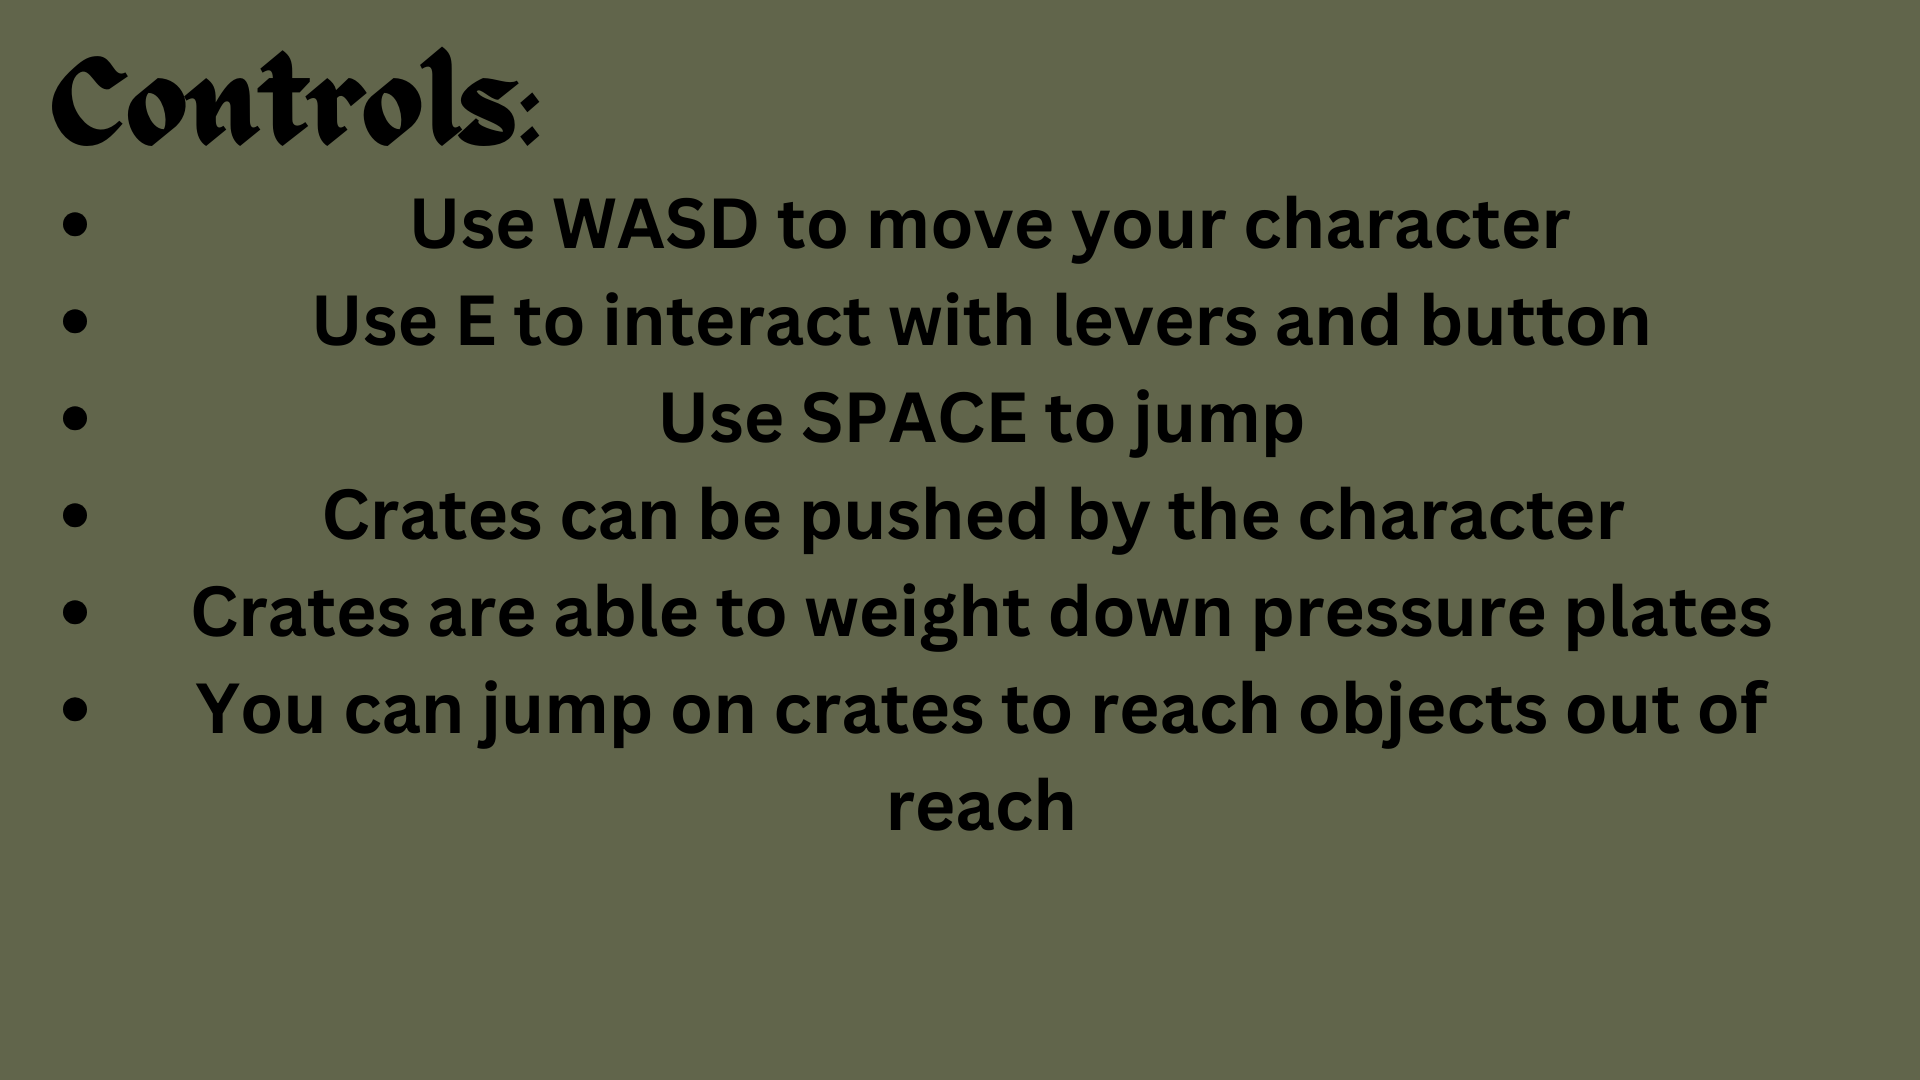 Controls:
• Use WASD to move your character
• Use E to interact with levers and button
• Use SPACE to jump
• Crates can be pushed by the character
• Crates are able to weight down pressure plates
• You can jump on crates to reach objects out of
reach